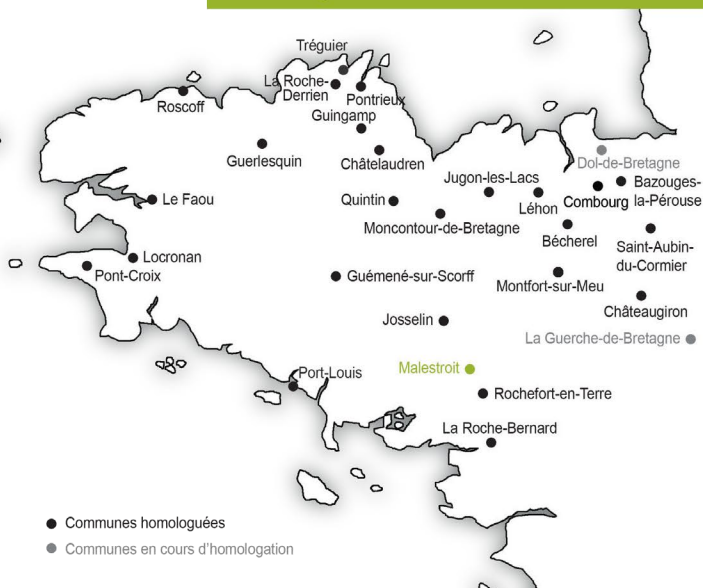 Tréguier
La Roche-
Derrien
Pontrieux
Roscoff
Guingamp
Guerlesquin
Châtelaudren
Dol-de-Bretagne
Jugon-les-Lacs
Bazouges-
la-Pérouse
Combourg
Léhon
Le Faou
Quintin
Moncontour-de-Bretagne
Bécherel
Saint-Aubin-
du-Cormier
Locronan
Pont-Croix
Guémené-sur-Scorff
Montfort-sur-Meu
Châteaugiron
Josselin
La Guerche-de-Bretagne
Malestroit
Port-Louis
Rochefort-en-Terre
La Roche-Bernard
Communes homologuées
Communes en cours d'homologation